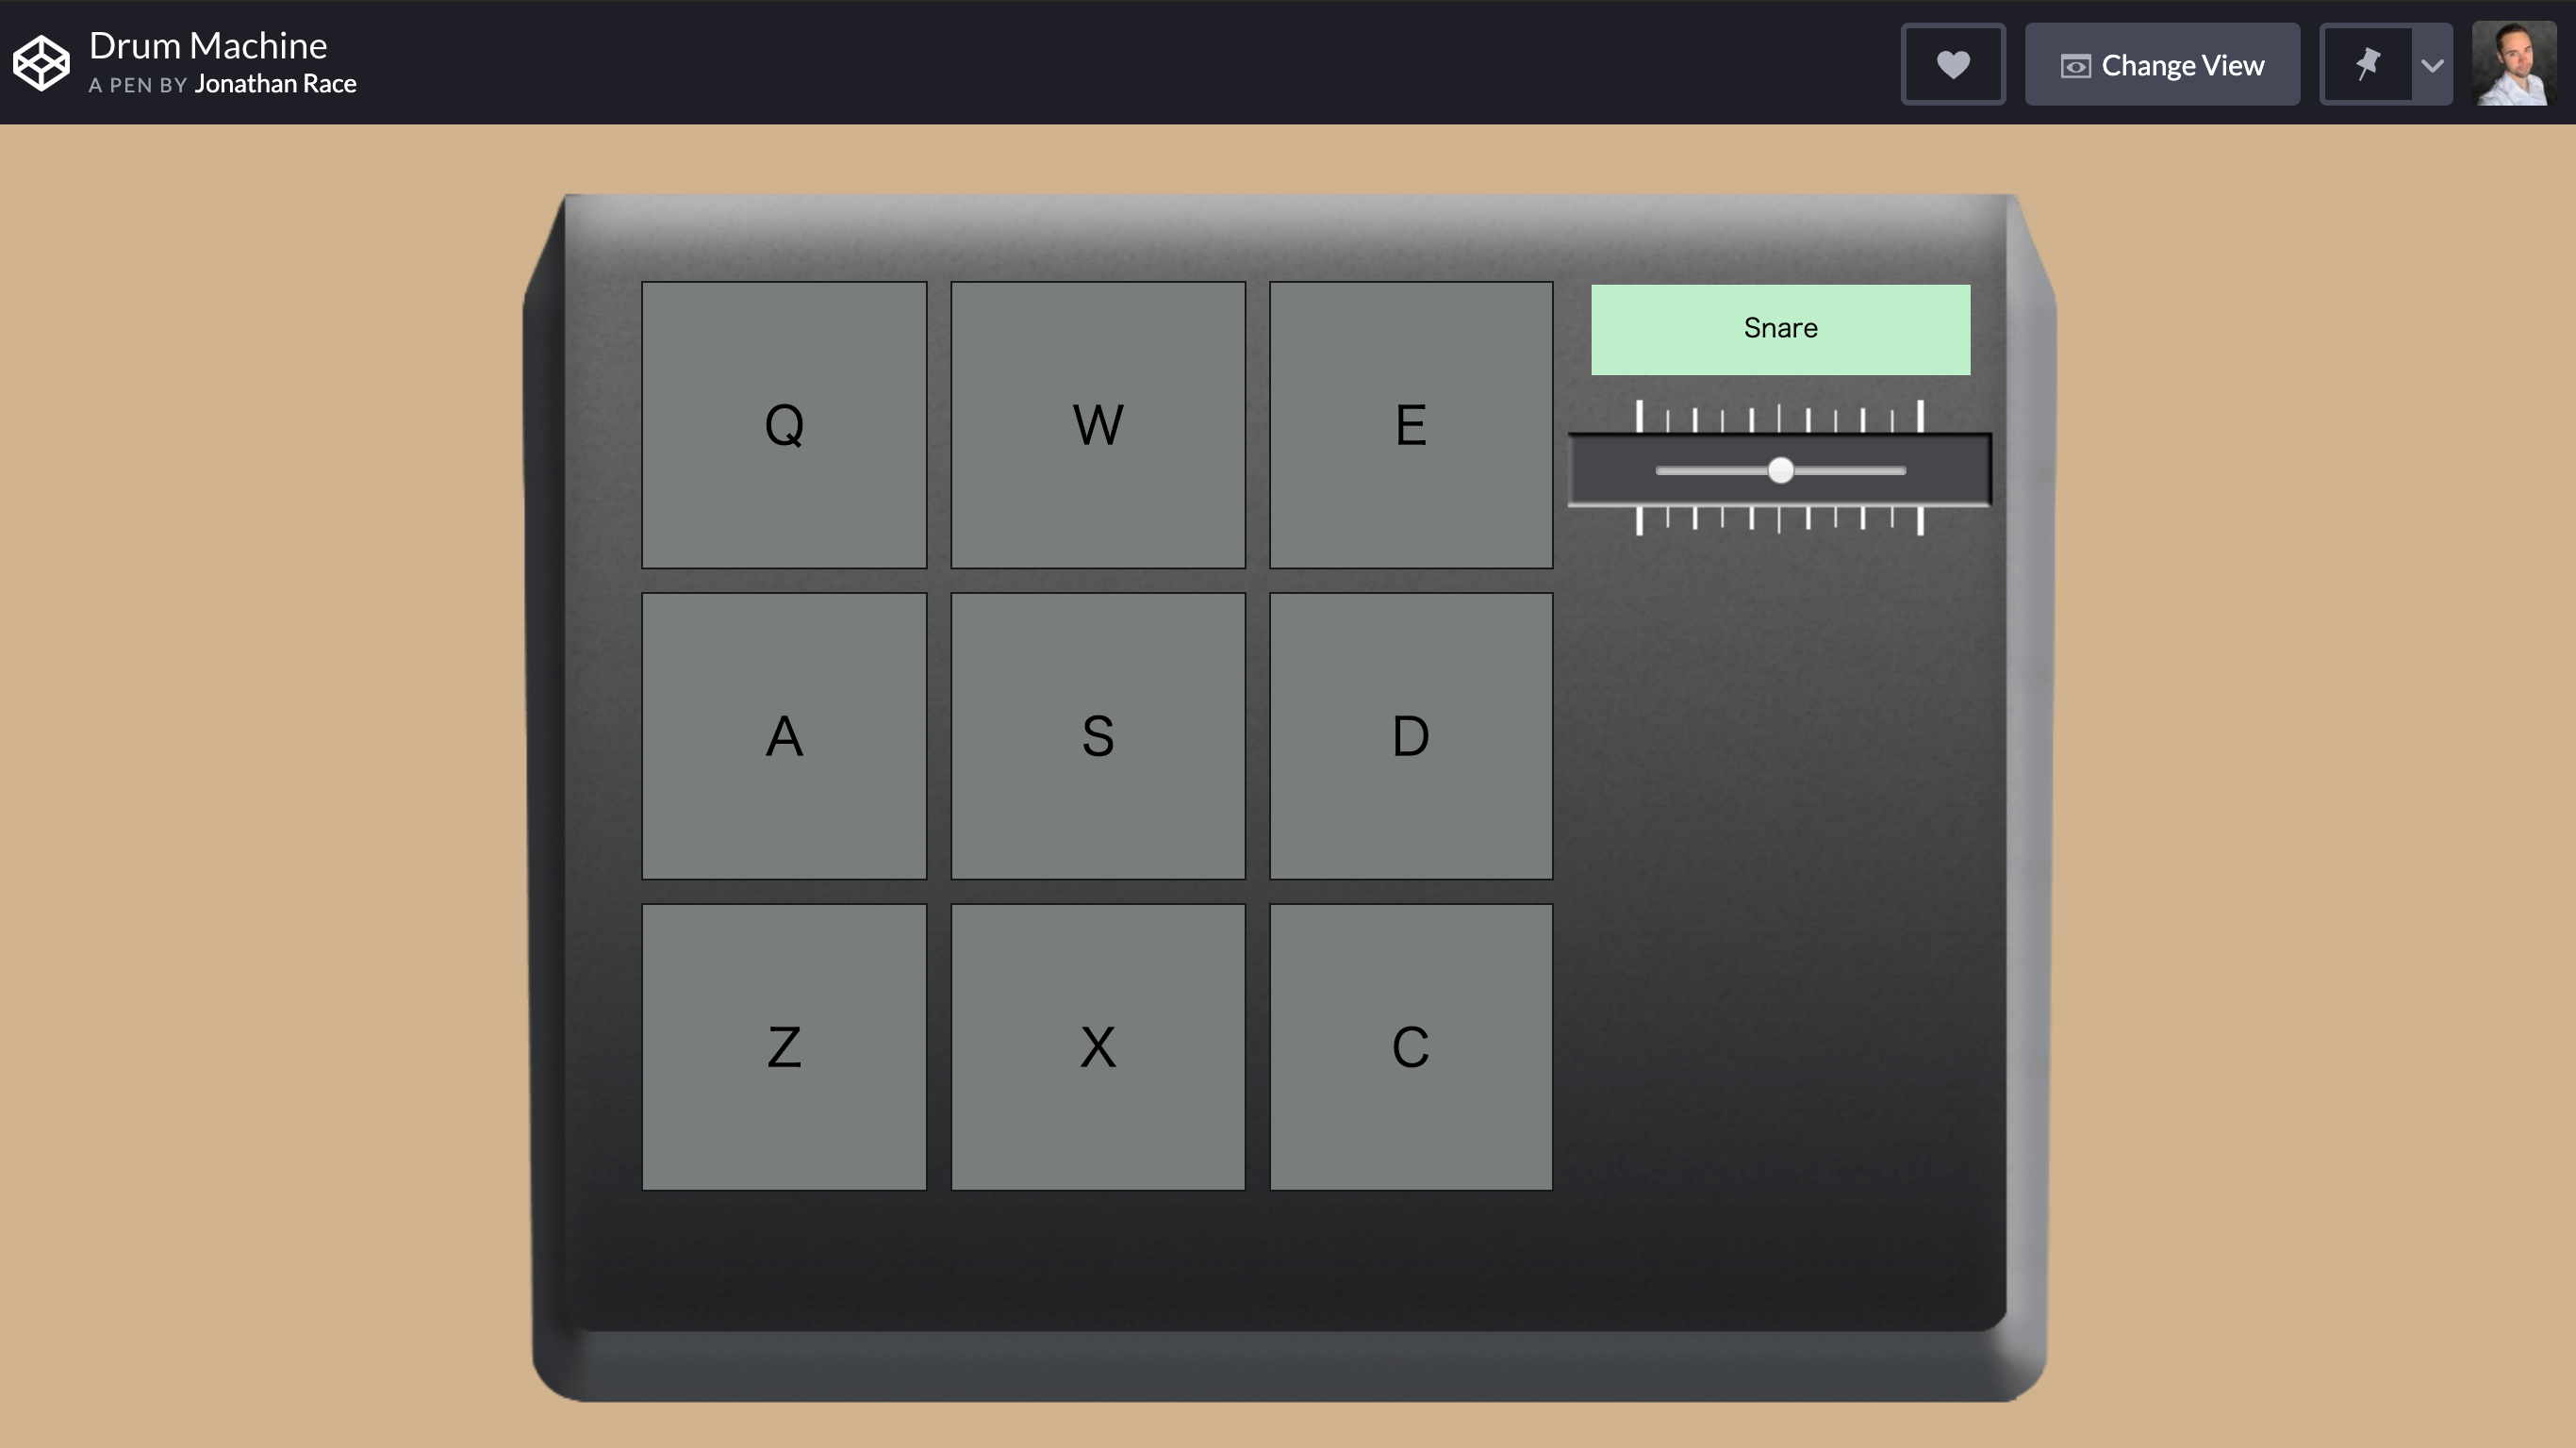 Drum Machine
A PEN BY Jonathan Race
Change View
Q W E
Snare
A S D
Z X C